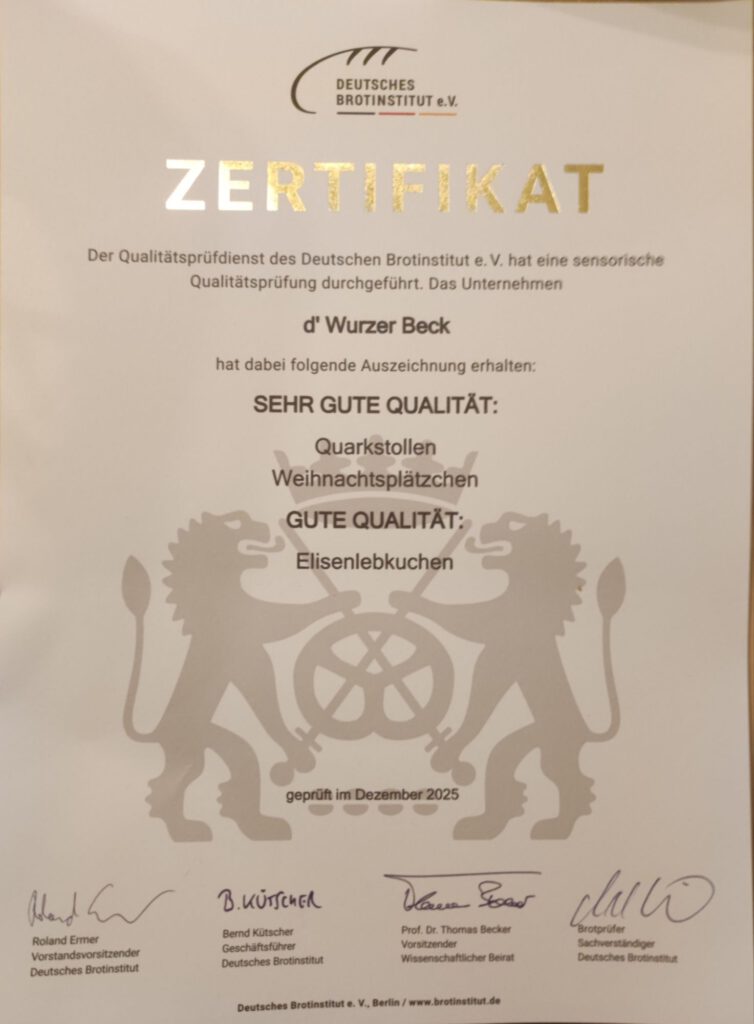 DEUTSCHES
BROTINSTITUT e.V.
ZERTIFIKAT
Der Qualitätsprüfdienst des Deutschen Brotinstitut e. V. hat eine sensorische
Qualitätsprüfung durchgeführt. Das Unternehmen
d' Wurzer Beck
hat dabei folgende Auszeichnung erhalten:
SEHR GUTE QUALITÄT:
Quarkstollen
Weihnachtsplätzchen
GUTE QUALITÄT:
Elisenlebkuchen
geprüft im Dezember 2025
B. KÜTSCHER
Roland Ermer
Vorstandsvorsitzender
Deutsches Brotinstitut
Bernd Kütscher
Geschäftsführer
Deutsches Brotinstitut
Prof. Dr. Thomas Becker
Vorsitzender
Wissenschaftlicher Beirat
Brotprüfer
Sachverständiger
Deutsches Brotinstitut
Deutsches Brotinstitut e. V., Berlin / www.brotinstitut.de